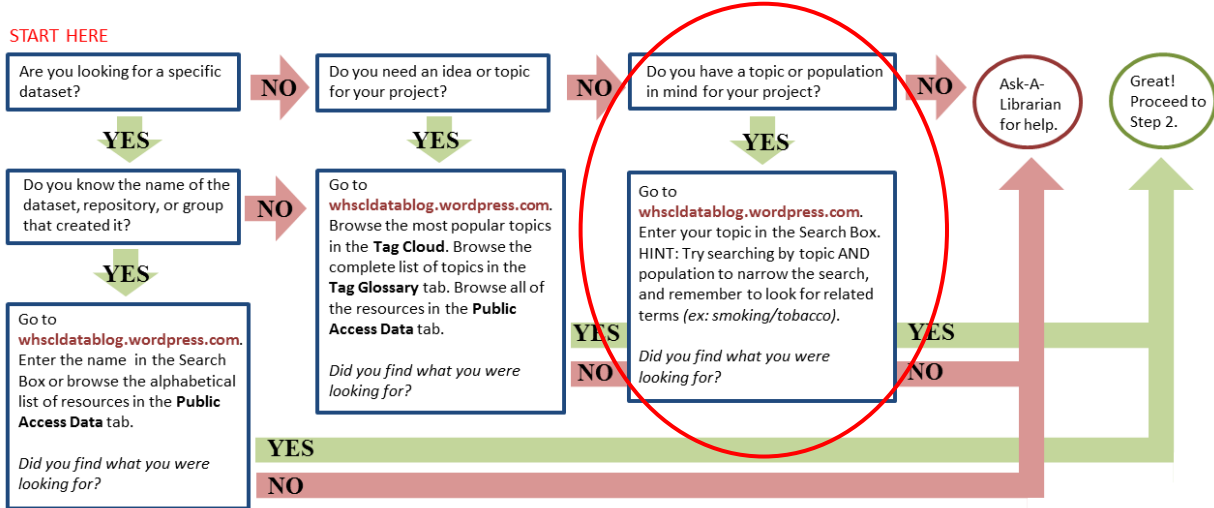 START HERE
Are you looking for a specific
dataset?
NO
Do you need an idea or topic
for your project?
NO
Do you have a topic or population
in mind for your project?
NO
Ask-A-
Librarian
for help.
Great!
Proceed to
Step 2.
YES
YES
YES
Do you know the name of the
dataset, repository, or group
that created it?
NO
Go to
whscldatablog.wordpress.com.
Browse the most popular topics
in the Tag Cloud. Browse the
complete list of topics in the
Tag Glossary tab. Browse all of
the resources in the Public
Access Data tab.
Did you find what you were
looking for?
YES
NO
Go to
whscldatablog.wordpress.com.
Enter your topic in the Search Box.
HINT: Try searching by topic AND
population to narrow the search,
and remember to look for related
terms (ex: smoking/tobacco).
Did you find what you were
looking for?
YES
NO
YES
Go to
whscldatablog.wordpress.com.
Enter the name in the Search
Box or browse the alphabetical
list of resources in the Public
Access Data tab.
Did you find what you were
looking for?
YES
NO